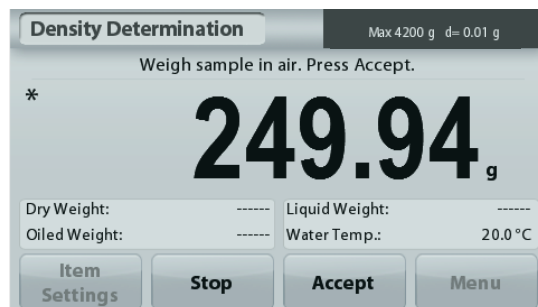 Density Determination
Max 4200 g d= 0.01 g
Weigh sample in air. Press Accept.
*
249.94 g
Dry Weight: ------ Liquid Weight: ------
Oiled Weight: ------ Water Temp.: 20.0 °C
Item Settings Stop Accept Menu